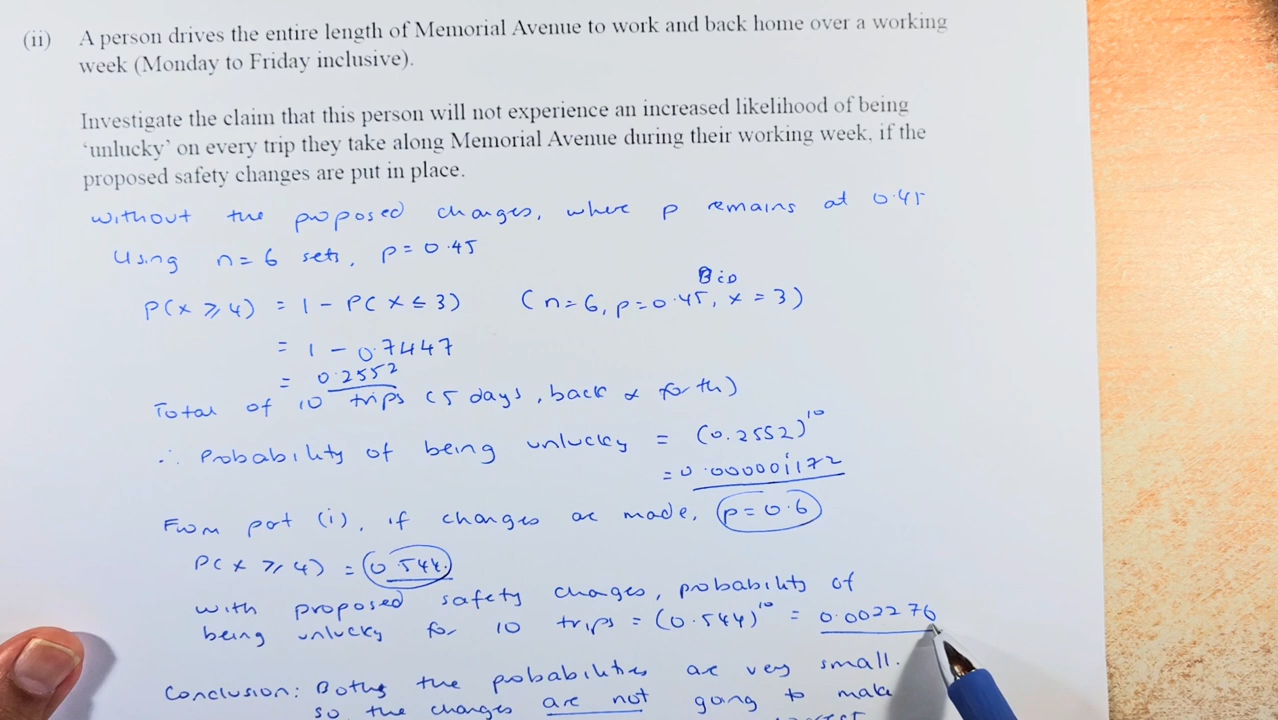 (ii) A person drives the entire length of Memorial Avenue to work and back home over a working
week (Monday to Friday inclusive).
Investigate the claim that this person will not experience an increased likelihood of being
'unlucky' on every trip they take along Memorial Avenue during their working week, if the
proposed safety changes are put in place.
without the proposed changes, where p remains at 0.45
Using n=6 sets, p=0.45
Bin
P(x ⩾ 4) = 1 - P(x ≤ 3) (n=6, p=0.45, x=3)
= 1 - 0.7447
= 0.2552
Total of 10 trips (5 days, back & forth)
∴ Probability of being unlucky = (0.2552)^10
= 0.000001172
From part (i), if changes are made, p=0.6
P(x ⩾ 4) = 0.544
with proposed safety changes, probability of
being unlucky for 10 trips = (0.544)^10 = 0.002276
Conclusion: Boths the probabilities are very small.
so the changes are not going to make